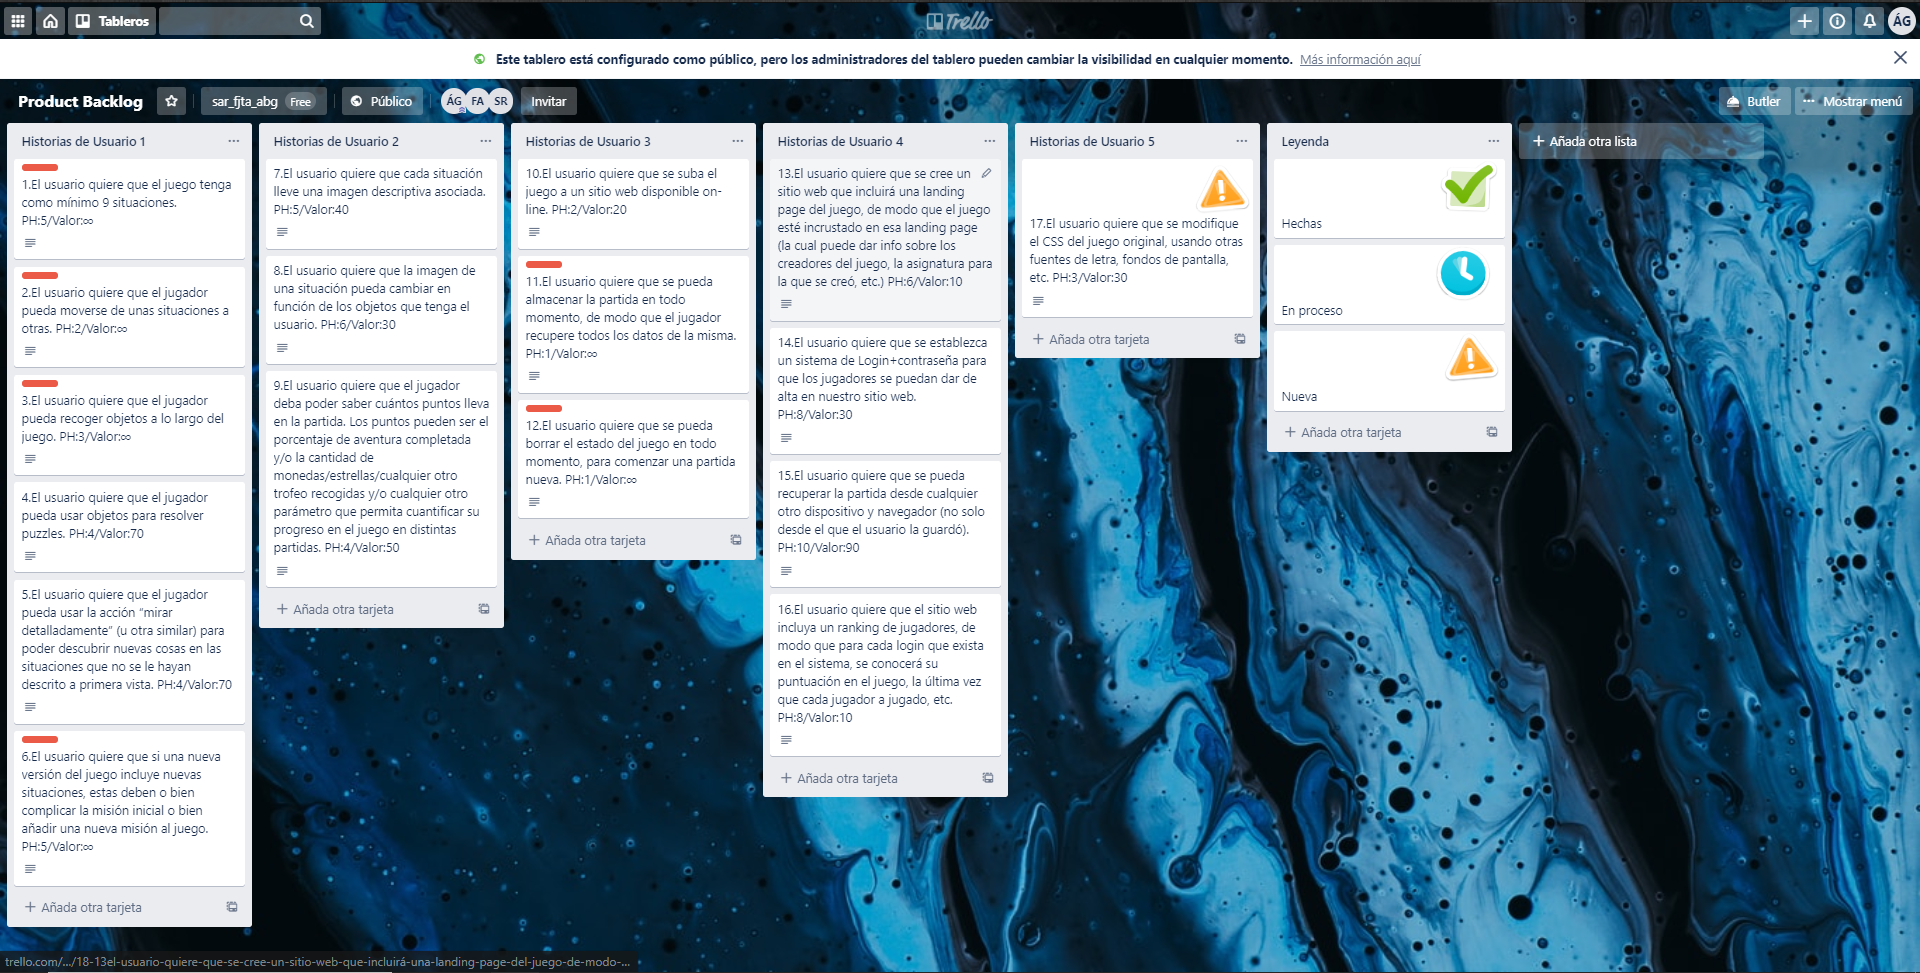 Tableros
Trello
ÁG
Este tablero está configurado como público, pero los administradores del tablero pueden cambiar la visibilidad en cualquier momento. Más información aquí
Product Backlog
sar_fjta_abg Free
Público
ÁG FA SR
Invitar
Butler
Mostrar menú
Historias de Usuario 1
1.El usuario quiere que el juego tenga
como mínimo 9 situaciones.
PH:5/Valor:∞
2.El usuario quiere que el jugador
pueda moverse de unas situaciones a
otras. PH:2/Valor:∞
3.El usuario quiere que el jugador
pueda recoger objetos a lo largo del
juego. PH:3/Valor:∞
4.El usuario quiere que el jugador
pueda usar objetos para resolver
puzzles. PH:4/Valor:70
5.El usuario quiere que el jugador
pueda usar la acción “mirar
detalladamente” (u otra similar) para
poder descubrir nuevas cosas en las
situaciones que no se le hayan
descrito a primera vista. PH:4/Valor:70
6.El usuario quiere que si una nueva
versión del juego incluye nuevas
situaciones, estas deben o bien
complicar la misión inicial o bien
añadir una nueva misión al juego.
PH:5/Valor:∞
Añada otra tarjeta
Historias de Usuario 2
7.El usuario quiere que cada situación
lleve una imagen descriptiva asociada.
PH:5/Valor:40
8.El usuario quiere que la imagen de
una situación pueda cambiar en
función de los objetos que tenga el
usuario. PH:6/Valor:30
9.El usuario quiere que el jugador
deba poder saber cuántos puntos lleva
en la partida. Los puntos pueden ser el
porcentaje de aventura completada
y/o la cantidad de
monedas/estrellas/cualquier otro
trofeo recogidas y/o cualquier otro
parámetro que permita cuantificar su
progreso en el juego en distintas
partidas. PH:4/Valor:50
Añada otra tarjeta
Historias de Usuario 3
10.El usuario quiere que se suba el
juego a un sitio web disponible on-
line. PH:2/Valor:20
11.El usuario quiere que se pueda
almacenar la partida en todo
momento, de modo que el jugador
recupere todos los datos de la misma.
PH:1/Valor:∞
12.El usuario quiere que se pueda
borrar el estado del juego en todo
momento, para comenzar una partida
nueva. PH:1/Valor:∞
Añada otra tarjeta
Historias de Usuario 4
13.El usuario quiere que se cree un
sitio web que incluirá una landing
page del juego, de modo que el juego
esté incrustado en esa landing page
(la cual puede dar info sobre los
creadores del juego, la asignatura para
la que se creó, etc.) PH:6/Valor:10
14.El usuario quiere que se establezca
un sistema de Login+contraseña para
que los jugadores se puedan dar de
alta en nuestro sitio web.
PH:8/Valor:30
15.El usuario quiere que se pueda
recuperar la partida desde cualquier
otro dispositivo y navegador (no solo
desde el que el usuario la guardó).
PH:10/Valor:90
16.El usuario quiere que el sitio web
incluya un ranking de jugadores, de
modo que para cada login que exista
en el sistema, se conocerá su
puntuación en el juego, la última vez
que cada jugador a jugado, etc.
PH:8/Valor:10
Añada otra tarjeta
Historias de Usuario 5
17.El usuario quiere que se modifique
el CSS del juego original, usando otras
fuentes de letra, fondos de pantalla,
etc. PH:3/Valor:30
Añada otra tarjeta
Leyenda
Hechas
En proceso
Nueva
Añada otra tarjeta
Añada otra lista
trello.com/.../18-13el-usuario-quiere-que-se-cree-un-sitio-web-que-incluirá-una-landing-page-del-juego-de-modo-...